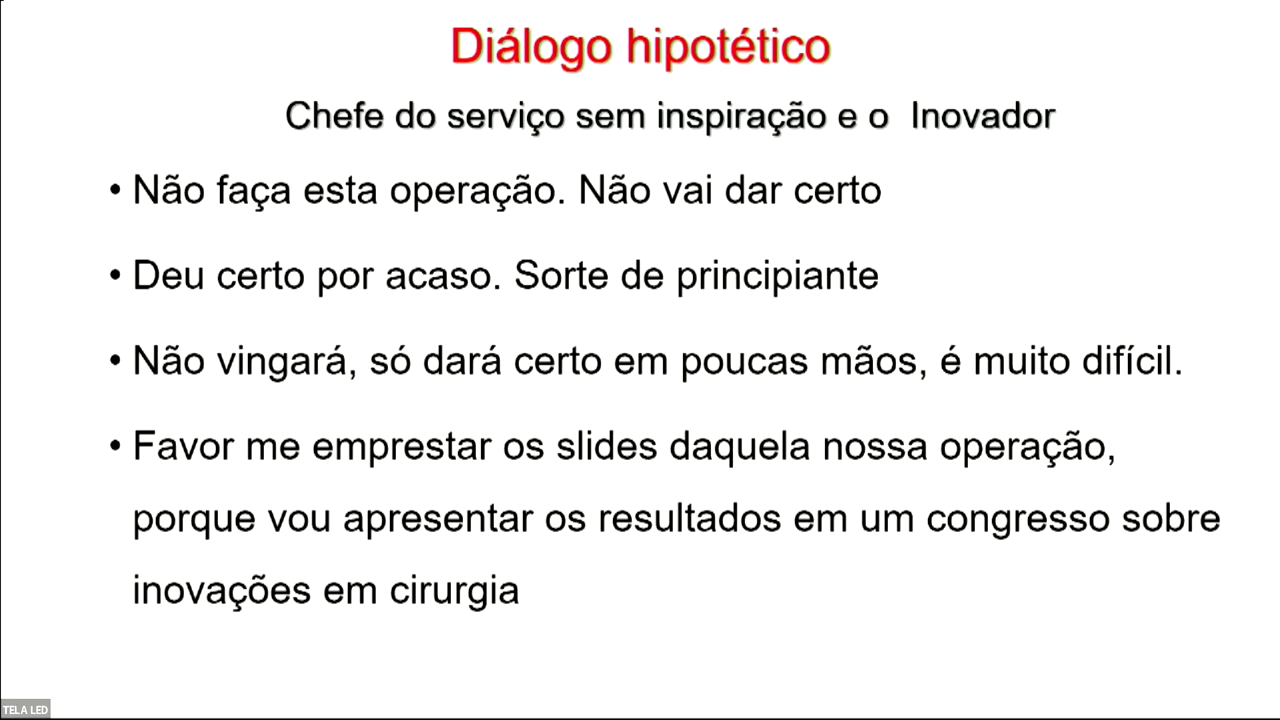 Diálogo hipotético
Chefe do serviço sem inspiração e o Inovador
• Não faça esta operação. Não vai dar certo
• Deu certo por acaso. Sorte de principiante
• Não vingará, só dará certo em poucas mãos, é muito difícil.
• Favor me emprestar os slides daquela nossa operação,
porque vou apresentar os resultados em um congresso sobre
inovações em cirurgia
TELA LED